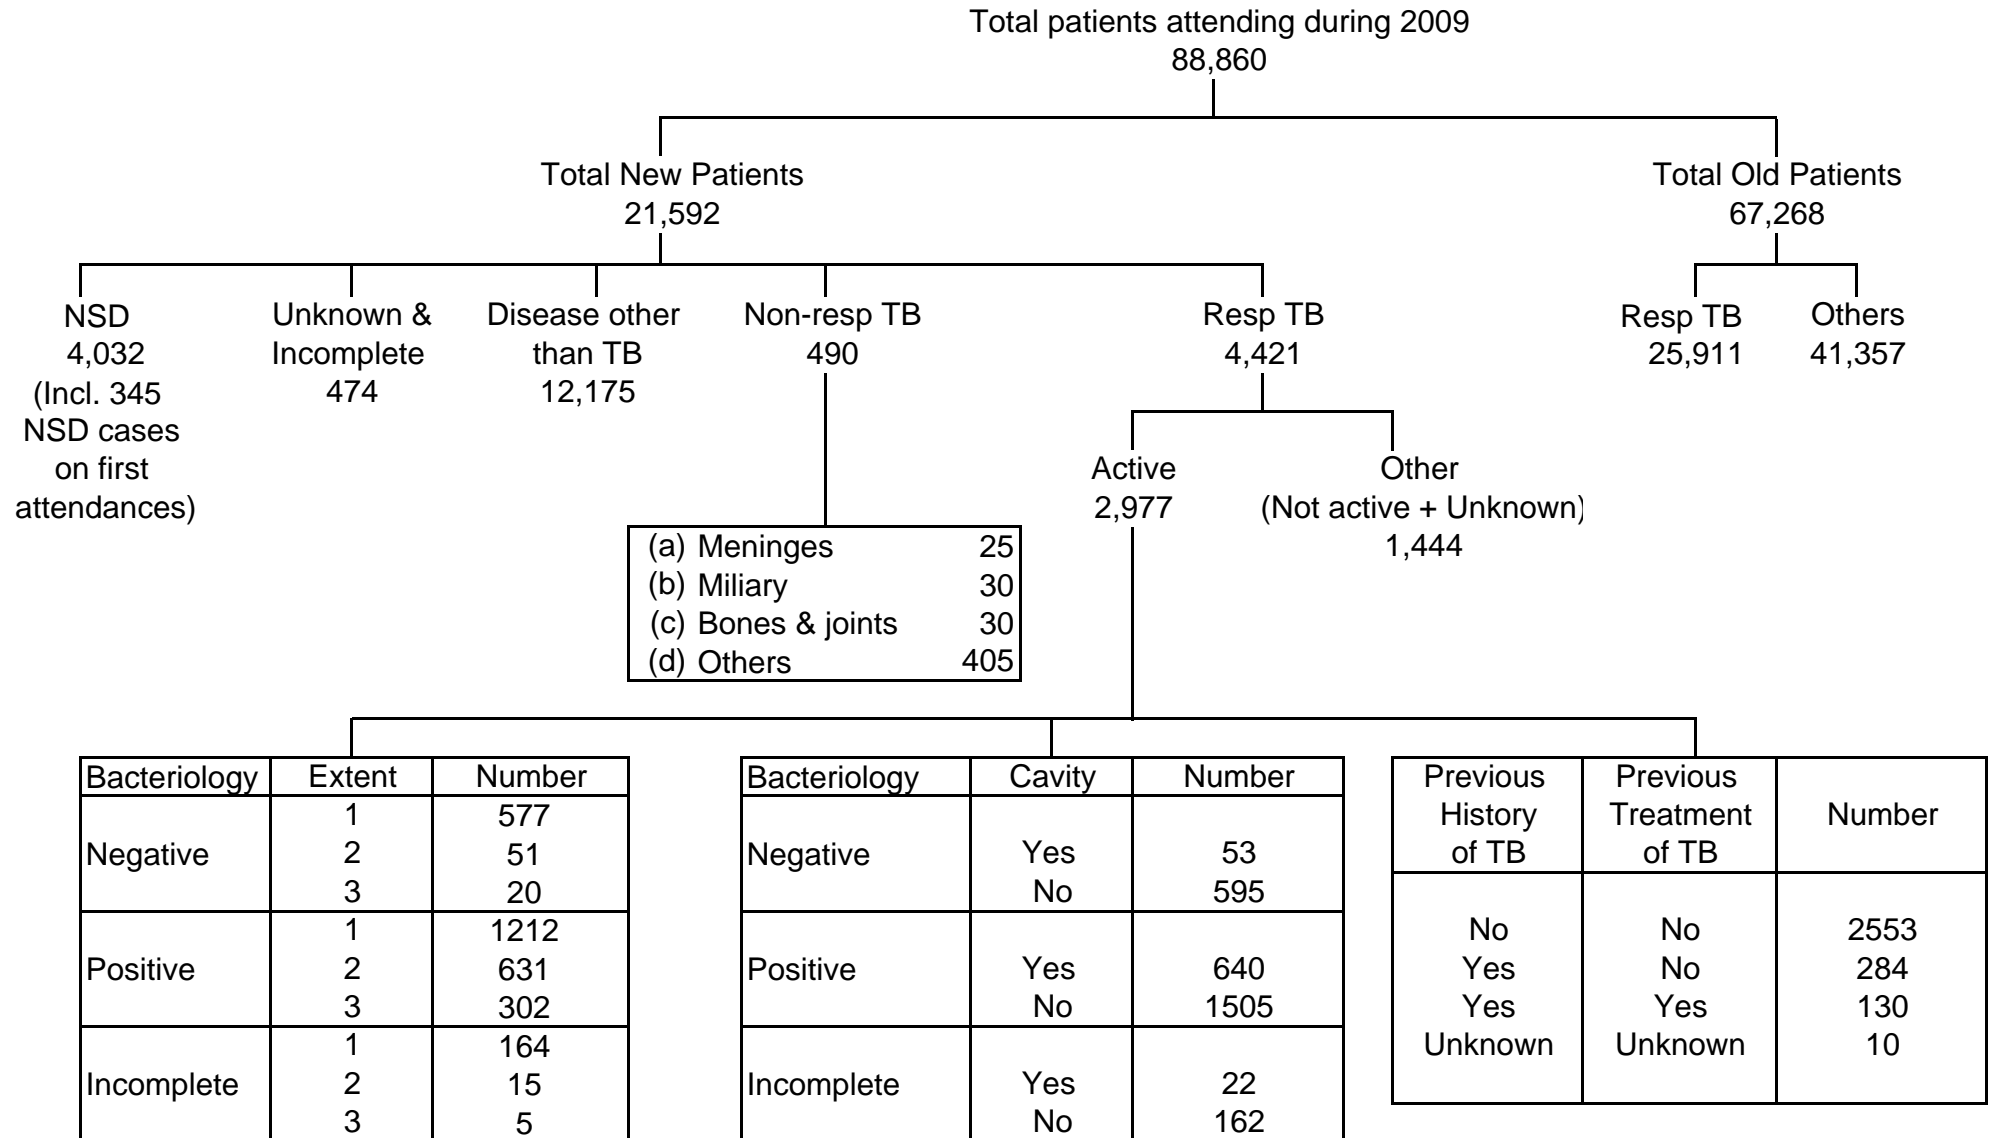 Total patients attending during 2009
88,860
Total New Patients
21,592
Total Old Patients
67,268
NSD
4,032
(Incl. 345
NSD cases
on first
attendances)
Unknown &
Incomplete
474
Disease other
than TB
12,175
Non-resp TB
490
Resp TB
4,421
Resp TB
25,911
Others
41,357
Active
2,977
Other
(Not active + Unknown)
1,444
(a) Meninges 25
(b) Miliary 30
(c) Bones & joints 30
(d) Others 405
Bacteriology Extent Number
1 577
Negative 2 51
3 20
1 1212
Positive 2 631
3 302
1 164
Incomplete 2 15
3 5
Bacteriology Cavity Number
Negative Yes 53
No 595
Positive Yes 640
No 1505
Incomplete Yes 22
No 162
Previous
History
of TB
Previous
Treatment
of TB
Number
No No 2553
Yes No 284
Yes Yes 130
Unknown Unknown 10